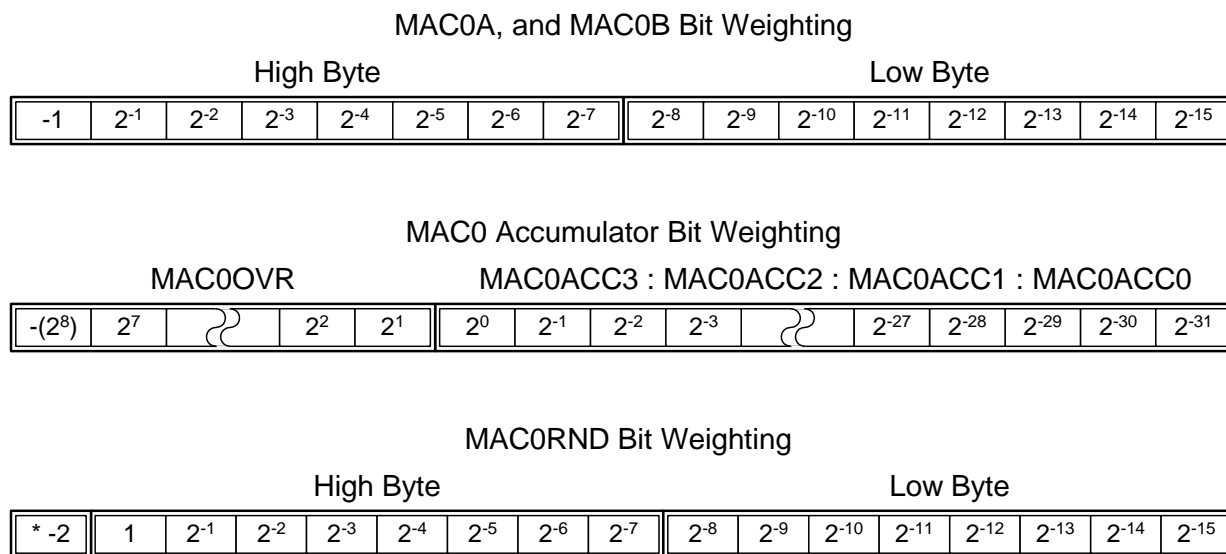 MAC0A, and MAC0B Bit Weighting
High Byte Low Byte
-1 2⁻¹ 2⁻² 2⁻³ 2⁻⁴ 2⁻⁵ 2⁻⁶ 2⁻⁷ 2⁻⁸ 2⁻⁹ 2⁻¹⁰ 2⁻¹¹ 2⁻¹² 2⁻¹³ 2⁻¹⁴ 2⁻¹⁵
MAC0 Accumulator Bit Weighting
MAC0OVR MAC0ACC3 : MAC0ACC2 : MAC0ACC1 : MAC0ACC0
-(2⁸) 2⁷ 2² 2¹ 2⁰ 2⁻¹ 2⁻² 2⁻³ 2⁻²⁷ 2⁻²⁸ 2⁻²⁹ 2⁻³⁰ 2⁻³¹
MAC0RND Bit Weighting
High Byte Low Byte
* -2 1 2⁻¹ 2⁻² 2⁻³ 2⁻⁴ 2⁻⁵ 2⁻⁶ 2⁻⁷ 2⁻⁸ 2⁻⁹ 2⁻¹⁰ 2⁻¹¹ 2⁻¹² 2⁻¹³ 2⁻¹⁴ 2⁻¹⁵